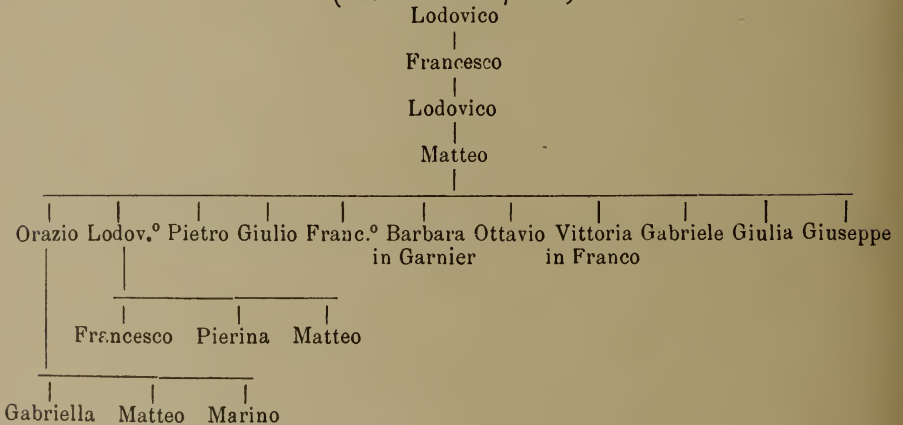 Lodovico
Francesco
Lodovico
Matteo
Orazio Lodov.º Pietro Giulio Franc.º Barbara Ottavio Vittoria Gabriele Giulia Giuseppe
in Garnier in Franco
Francesco Pierina Matteo
Gabriella Matteo Marino